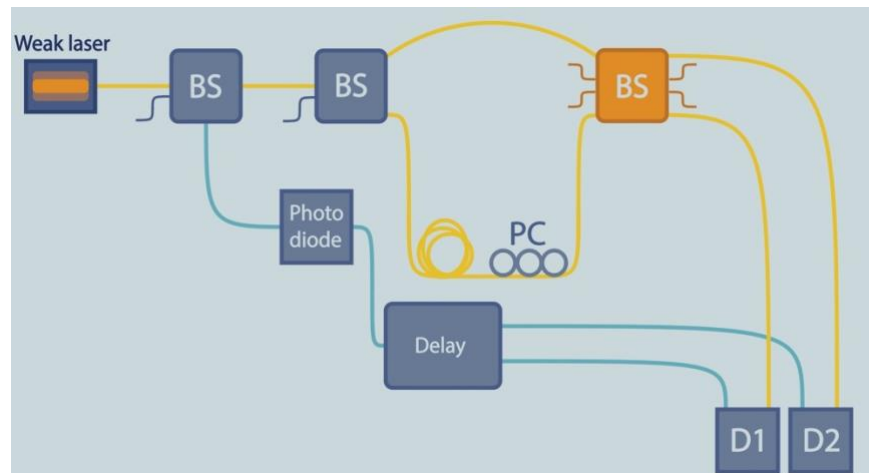 Weak laser
BS
BS
BS
Photo
diode
PC
Delay
D1
D2